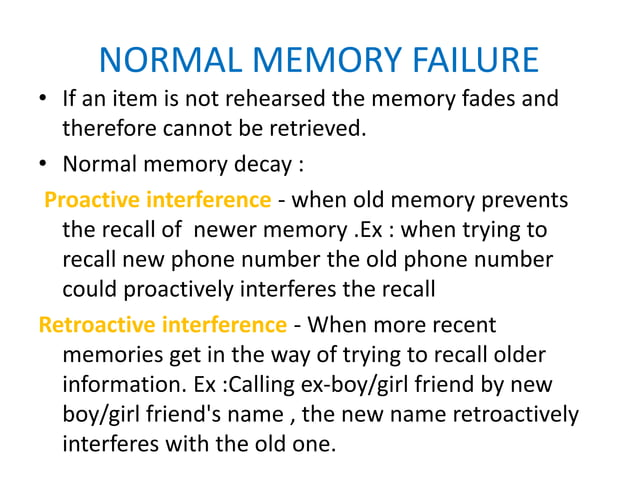 NORMAL MEMORY FAILURE
• If an item is not rehearsed the memory fades and
therefore cannot be retrieved.
• Normal memory decay :
Proactive interference - when old memory prevents
the recall of  newer memory .Ex : when trying to
recall new phone number the old phone number
could proactively interferes the recall
Retroactive interference - When more recent
memories get in the way of trying to recall older
information. Ex :Calling ex-boy/girl friend by new
boy/girl friend's name , the new name retroactively
interferes with the old one.